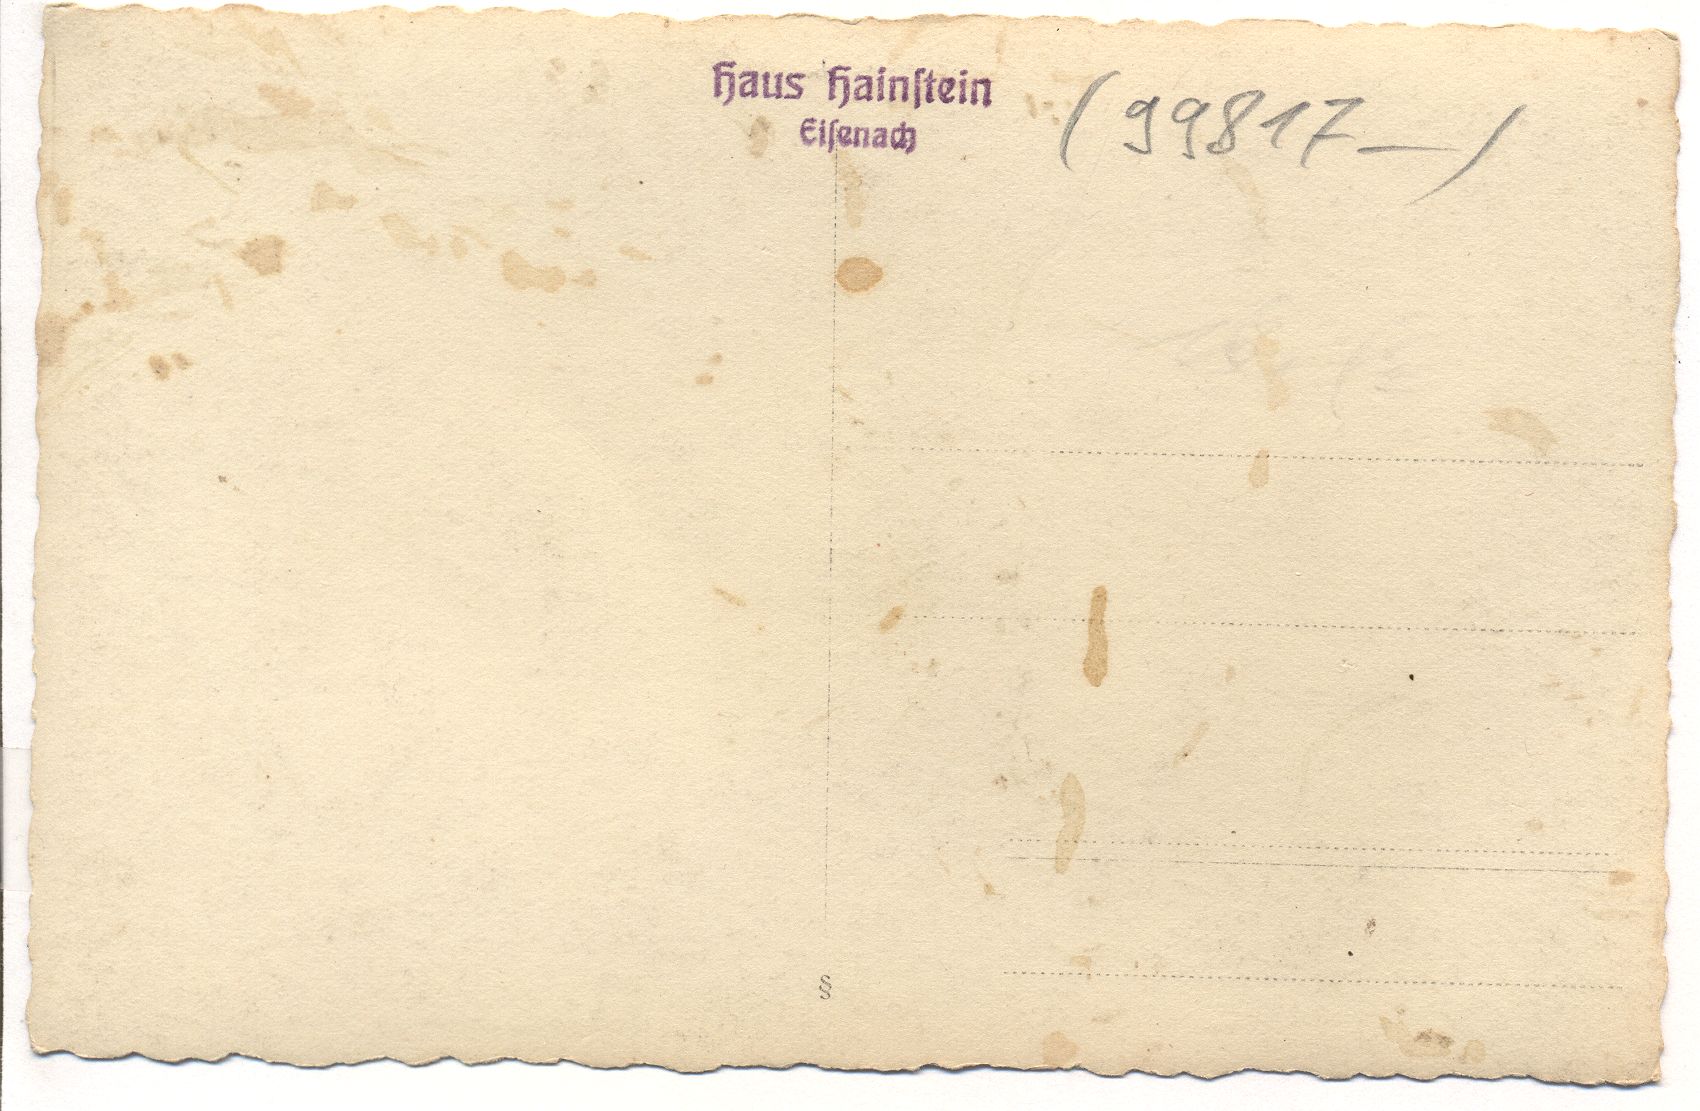 Haus Hainſtein (99817—)
Eiſenach
§